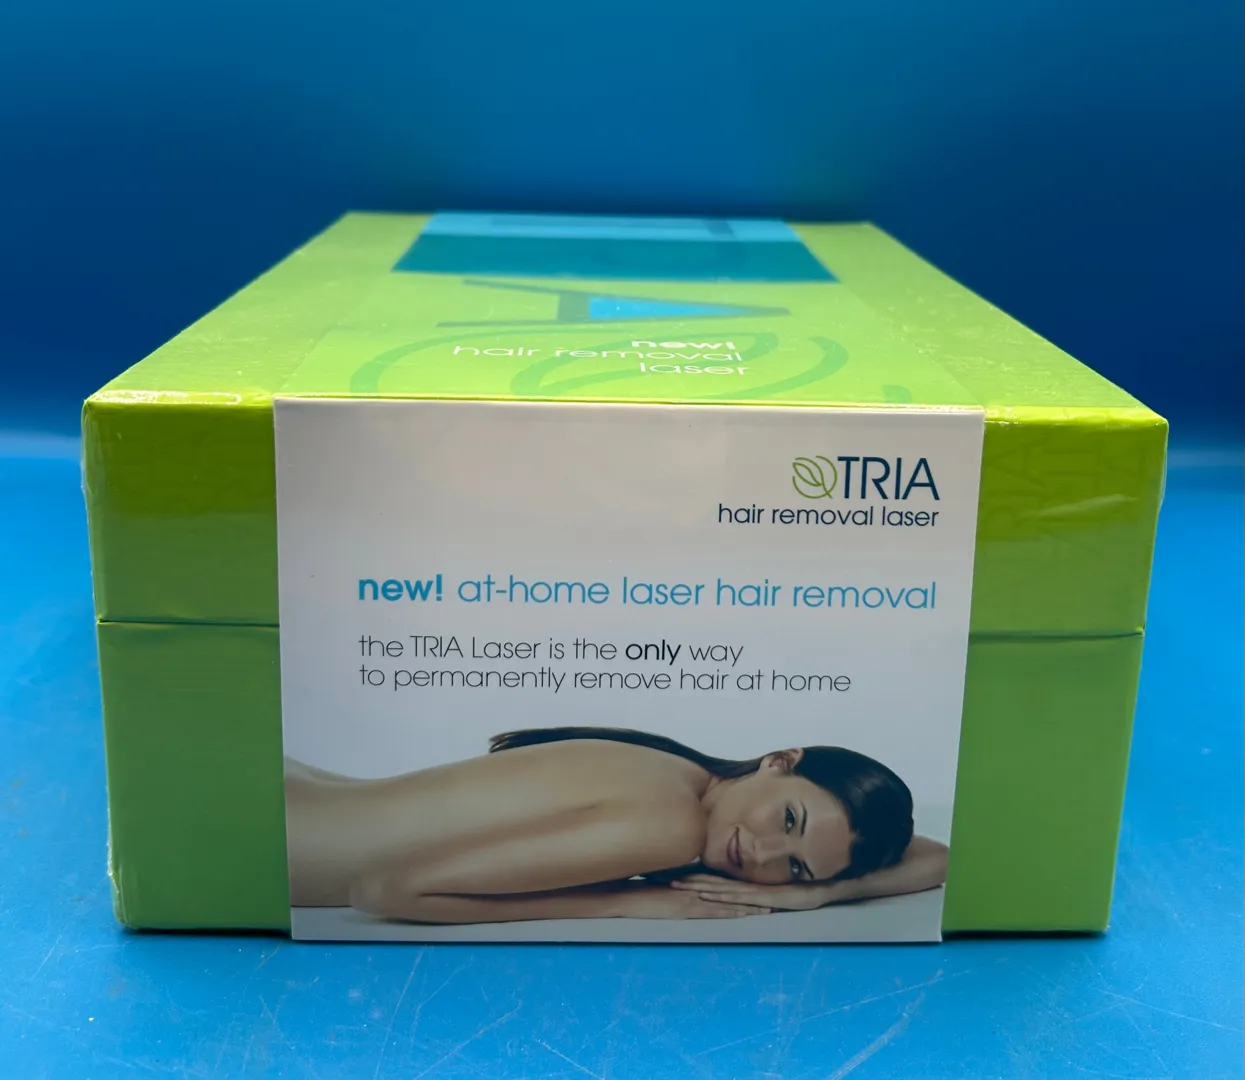 new!
hair removal
laser
TRIA
hair removal laser
new! at-home laser hair removal
the TRIA Laser is the only way
to permanently remove hair at home